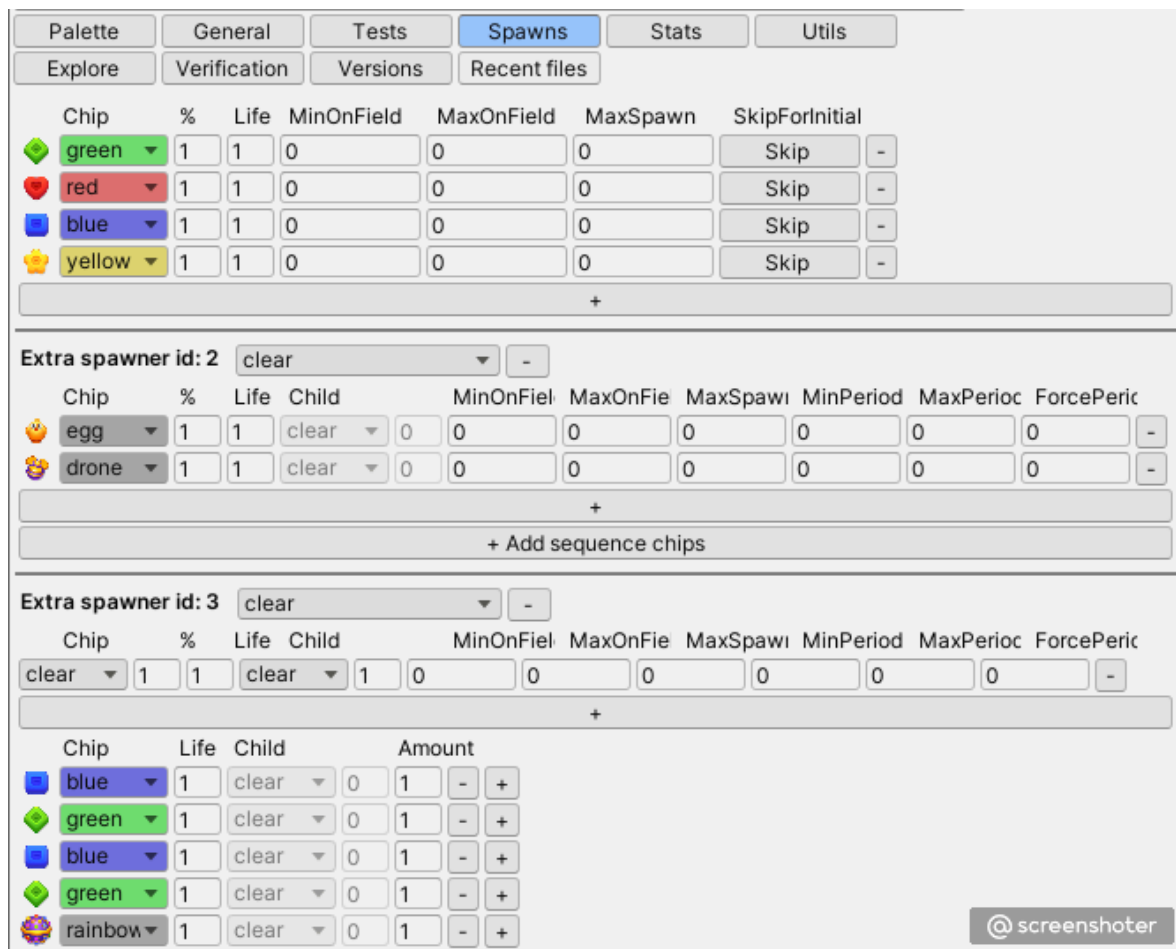 Palette General Tests Spawns Stats Utils
Explore Verification Versions Recent files
Chip % Life MinOnField MaxOnField MaxSpawn SkipForInitial
green 1 1 0 0 0 Skip -
red 1 1 0 0 0 Skip -
blue 1 1 0 0 0 Skip -
yellow 1 1 0 0 0 Skip -
+
Extra spawner id: 2 clear -
Chip % Life Child MinOnFiel MaxOnFie MaxSpawı MinPeriod MaxPerioc ForcePeric
egg 1 1 clear 0 0 0 0 0 0 0 -
drone 1 1 clear 0 0 0 0 0 0 0 -
+
+ Add sequence chips
Extra spawner id: 3 clear -
Chip % Life Child MinOnFiel MaxOnFie MaxSpawı MinPeriod MaxPerioc ForcePeric
clear 1 1 clear 1 0 0 0 0 0 0 -
+
Chip Life Child Amount
blue 1 clear 0 1 - +
green 1 clear 0 1 - +
blue 1 clear 0 1 - +
green 1 clear 0 1 - +
rainbow 1 clear 0 1 - +
@screenshoter